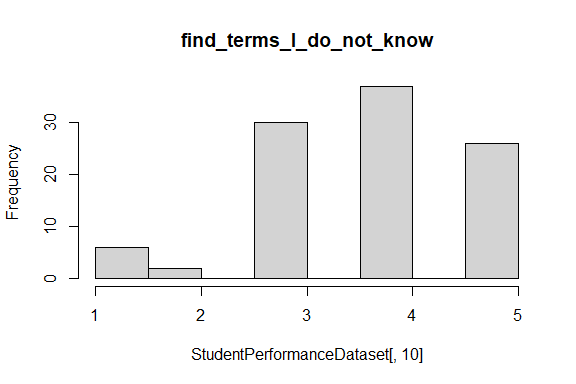 find_terms_I_do_not_know
Frequency
30
20
10
0
1 2 3 4 5
StudentPerformanceDataset[, 10]